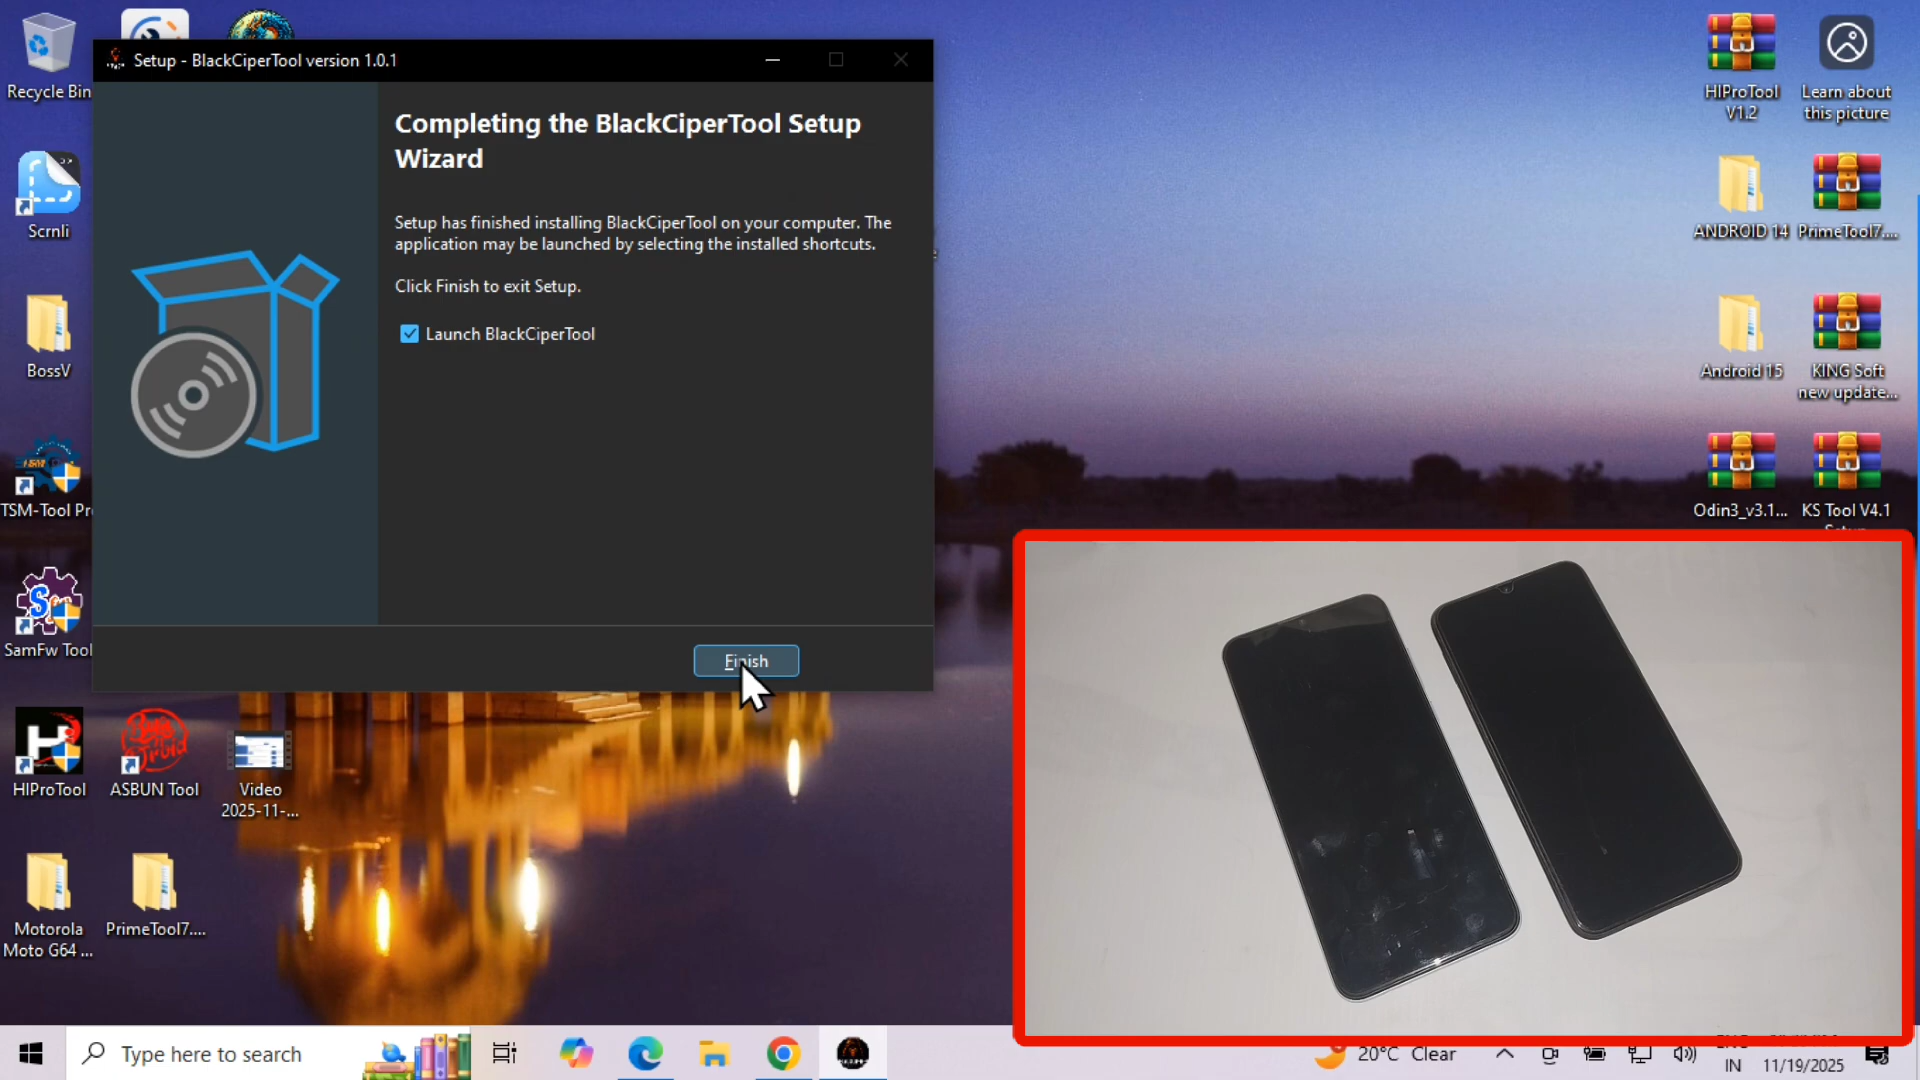 Setup - BlackCiperTool version 1.0.1
Completing the BlackCiperTool Setup
Wizard
Setup has finished installing BlackCiperTool on your computer. The
application may be launched by selecting the installed shortcuts.
Click Finish to exit Setup.
Launch BlackCiperTool
Finish
Recycle Bin
Scrnli
BossV
TSM-Tool Pr
SamFw Tool
HIProTool
ASBUN Tool
Video
2025-11-...
Motorola
Moto G64 ...
PrimeTool7....
HIProTool
V1.2
Learn about
this picture
ANDROID 14
PrimeTool7....
Android 15
KING Soft
new update...
Odin3_v3.1...
KS Tool V4.1
Type here to search
20°C Clear
IN
11/19/2025